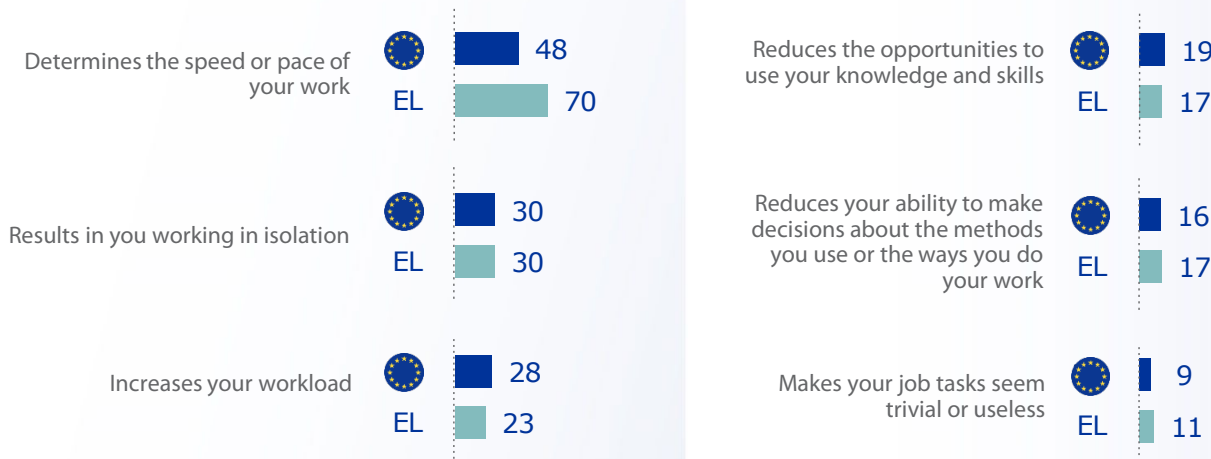 Determines the speed or pace of
your work
48
EL
70
Results in you working in isolation
30
EL
30
Increases your workload
28
EL
23
Reduces the opportunities to
use your knowledge and skills
19
EL
17
Reduces your ability to make
decisions about the methods
you use or the ways you do
your work
16
EL
17
Makes your job tasks seem
trivial or useless
9
EL
11